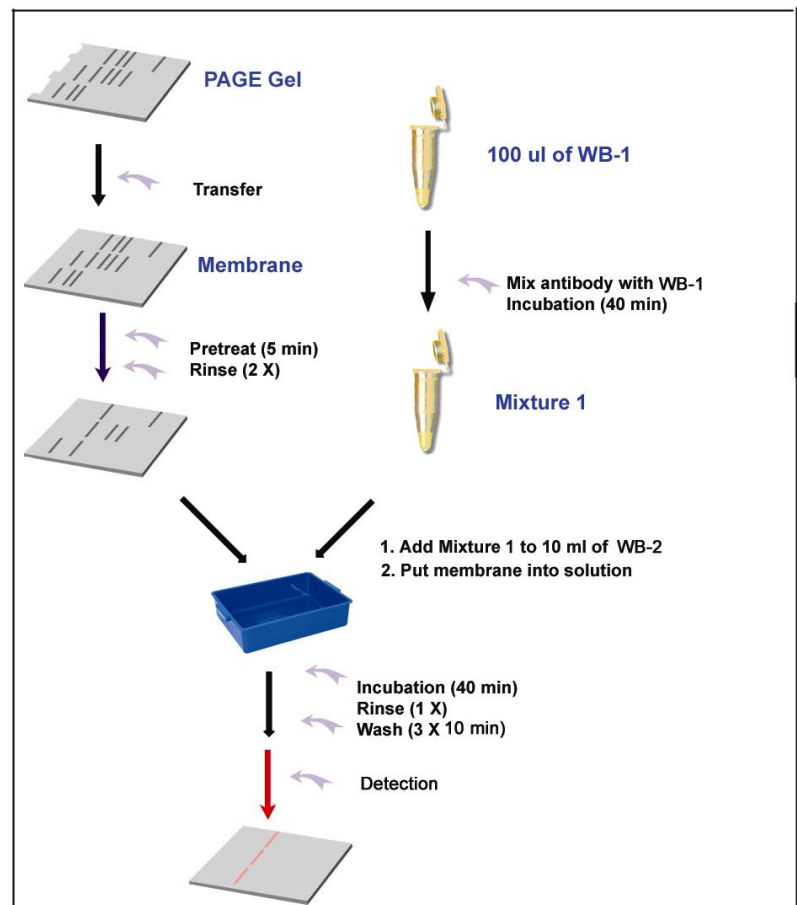 PAGE Gel
Transfer
Membrane
Pretreat (5 min)
Rinse (2 X)
100 ul of WB-1
Mix antibody with WB-1
Incubation (40 min)
Mixture 1
1. Add Mixture 1 to 10 ml of WB-2
2. Put membrane into solution
Incubation (40 min)
Rinse (1 X)
Wash (3 X 10 min)
Detection